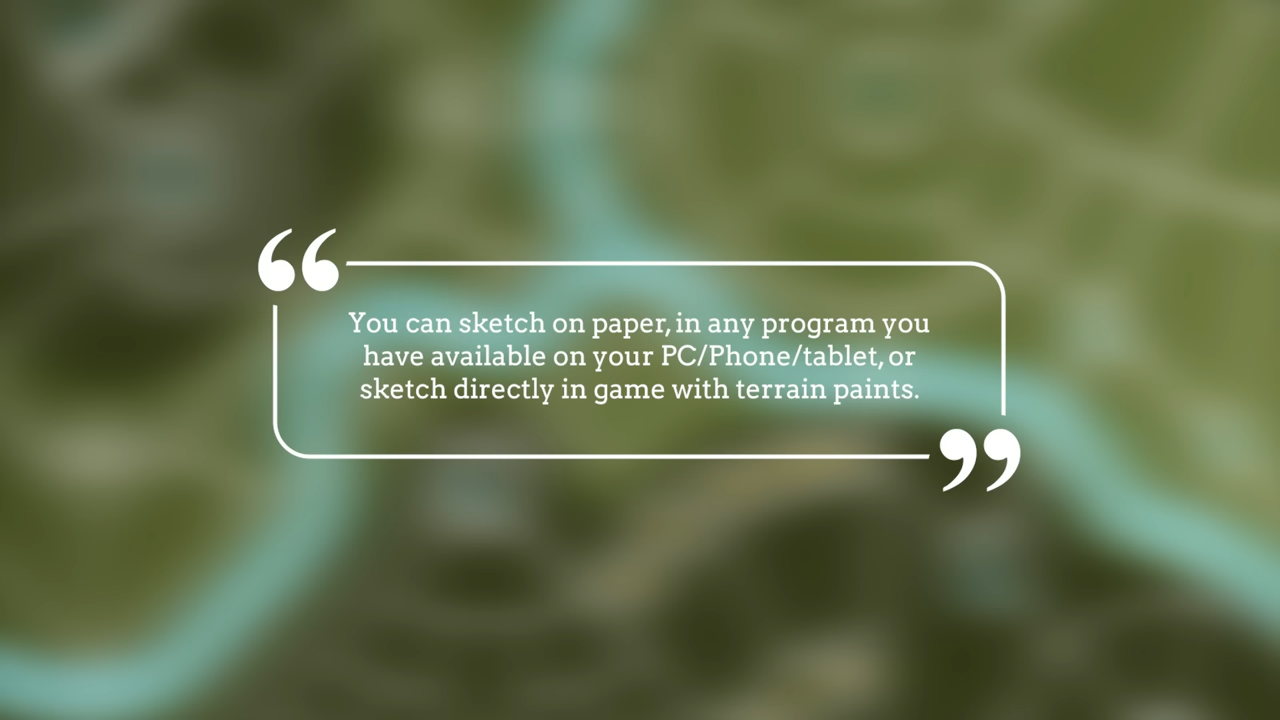 You can sketch on paper, in any program you
have available on your PC/Phone/tablet, or
sketch directly in game with terrain paints.